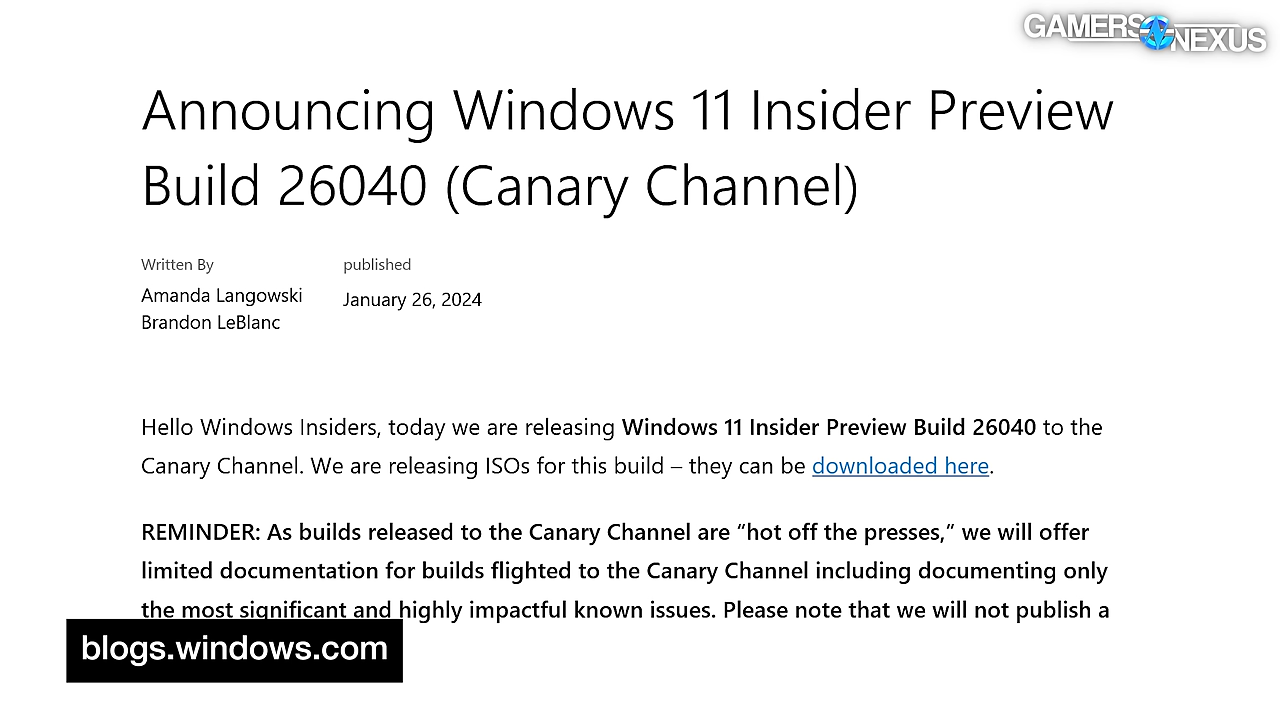 GAMERS NEXUS
Announcing Windows 11 Insider Preview
Build 26040 (Canary Channel)
Written By
published
Amanda Langowski
January 26, 2024
Brandon LeBlanc
Hello Windows Insiders, today we are releasing Windows 11 Insider Preview Build 26040 to the
Canary Channel. We are releasing ISOs for this build – they can be downloaded here.
REMINDER: As builds released to the Canary Channel are “hot off the presses,” we will offer
limited documentation for builds flighted to the Canary Channel including documenting only
the most significant and highly impactful known issues. Please note that we will not publish a
blogs.windows.com